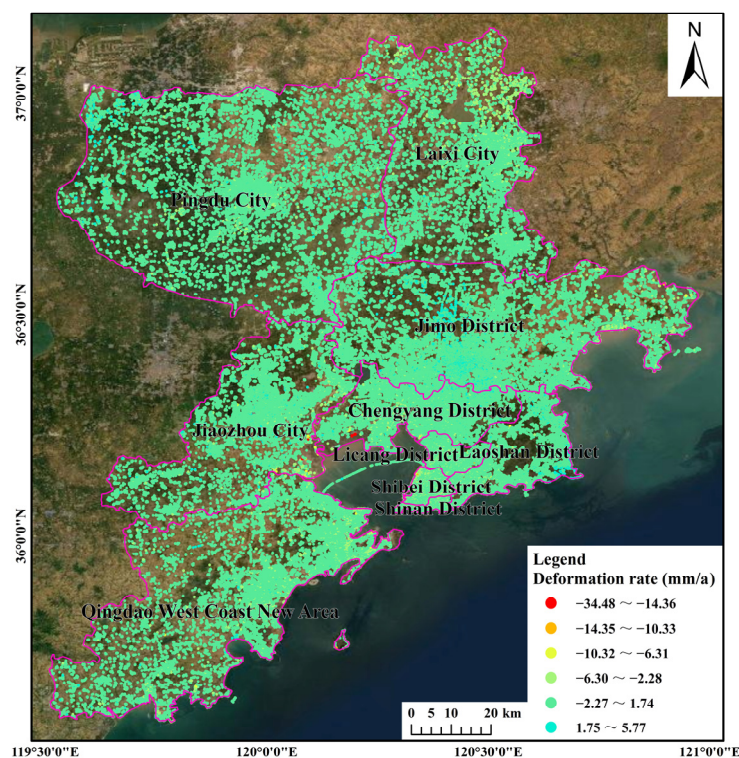 N
37°0'0"N
36°30'0"N
36°0'0"N
Laixi City
Pingdu City
Jimo District
Chengyang District
Jiaozhou City
Licang District
Laoshan District
Shibei District
Shinan District
Qingdao West Coast New Area
Legend
Deformation rate (mm/a)
−34.48 ～ −14.36
−14.35 ～ −10.33
−10.32 ～ −6.31
−6.30 ～ −2.28
−2.27 ～ 1.74
1.75 ～ 5.77
0 5 10 20 km
119°30'0"E 120°0'0"E 120°30'0"E 121°0'0"E